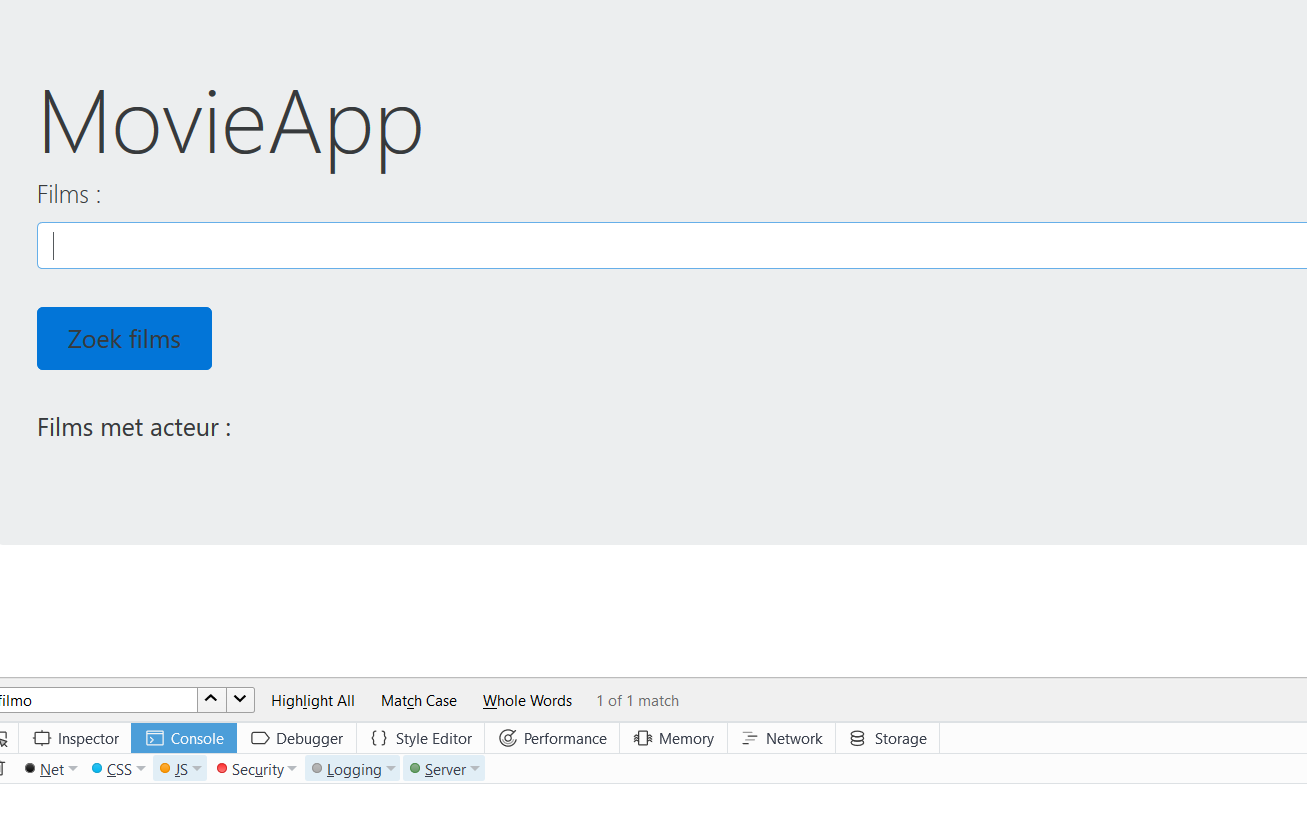 MovieApp
Films :
Zoek films
Films met acteur :
filmo Highlight All Match Case Whole Words 1 of 1 match
Inspector Console Debugger { } Style Editor Performance Memory Network Storage
Net CSS JS Security Logging Server